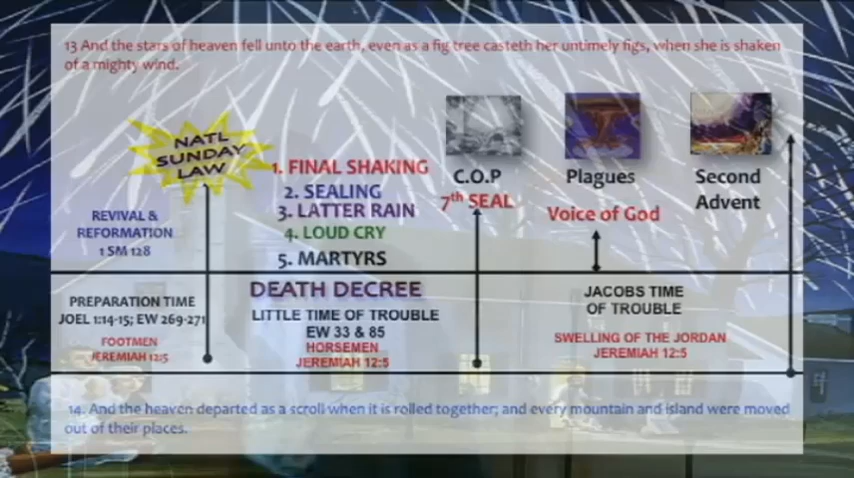 13 And the stars of heaven fell unto the earth, even as a fig tree casteth her untimely figs, when she is shaken
of a mighty wind.
NATL
SUNDAY
LAW
1. FINAL SHAKING
2. SEALING
3. LATTER RAIN
4. LOUD CRY
5. MARTYRS
C.O.P
7th SEAL
Plagues
Voice of God
Second
Advent
REVIVAL &
REFORMATION
1 SM 128
PREPARATION TIME
JOEL 1:14-15; EW 269-271
FOOTMEN
JEREMIAH 12:5
DEATH DECREE
LITTLE TIME OF TROUBLE
EW 33 & 85
HORSEMEN
JEREMIAH 12:5
JACOBS TIME
OF TROUBLE
SWELLING OF THE JORDAN
JEREMIAH 12:5
14. And the heaven departed as a scroll when it is rolled together; and every mountain and island were moved
out of their places.